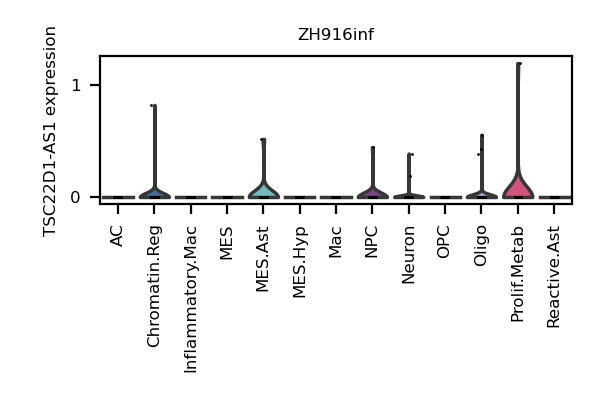 ZH916inf
TSC22D1-AS1 expression
1
0
AC
Chromatin.Reg
Inflammatory.Mac
MES
MES.Ast
MES.Hyp
Mac
NPC
Neuron
OPC
Oligo
Prolif.Metab
Reactive.Ast